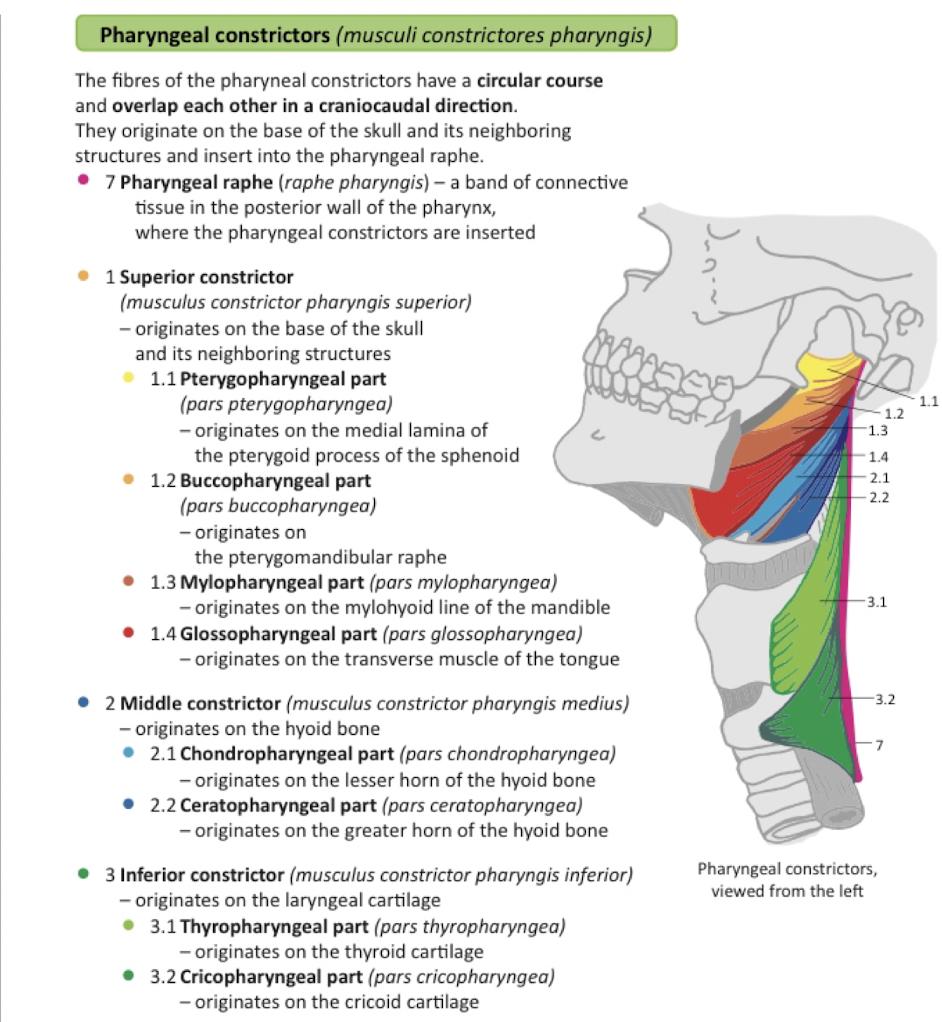 Pharyngeal constrictors (musculi constrictores pharyngis)
The fibres of the pharyneal constrictors have a circular course
and overlap each other in a craniocaudal direction.
They originate on the base of the skull and its neighboring
structures and insert into the pharyngeal raphe.
7 Pharyngeal raphe (raphe pharyngis) – a band of connective
tissue in the posterior wall of the pharynx,
where the pharyngeal constrictors are inserted
1 Superior constrictor
(musculus constrictor pharyngis superior)
– originates on the base of the skull
and its neighboring structures
1.1 Pterygopharyngeal part
(pars pterygopharyngea)
– originates on the medial lamina of
the pterygoid process of the sphenoid
1.2 Buccopharyngeal part
(pars buccopharyngea)
– originates on
the pterygomandibular raphe
1.3 Mylopharyngeal part (pars mylopharyngea)
– originates on the mylohyoid line of the mandible
1.4 Glossopharyngeal part (pars glossopharyngea)
– originates on the transverse muscle of the tongue
2 Middle constrictor (musculus constrictor pharyngis medius)
– originates on the hyoid bone
2.1 Chondropharyngeal part (pars chondropharyngea)
– originates on the lesser horn of the hyoid bone
2.2 Ceratopharyngeal part (pars ceratopharyngea)
– originates on the greater horn of the hyoid bone
3 Inferior constrictor (musculus constrictor pharyngis inferior)
– originates on the laryngeal cartilage
3.1 Thyropharyngeal part (pars thyropharyngea)
– originates on the thyroid cartilage
3.2 Cricopharyngeal part (pars cricopharyngea)
– originates on the cricoid cartilage
1.1
1.2
1.3
1.4
2.1
2.2
3.1
3.2
7
Pharyngeal constrictors,
viewed from the left